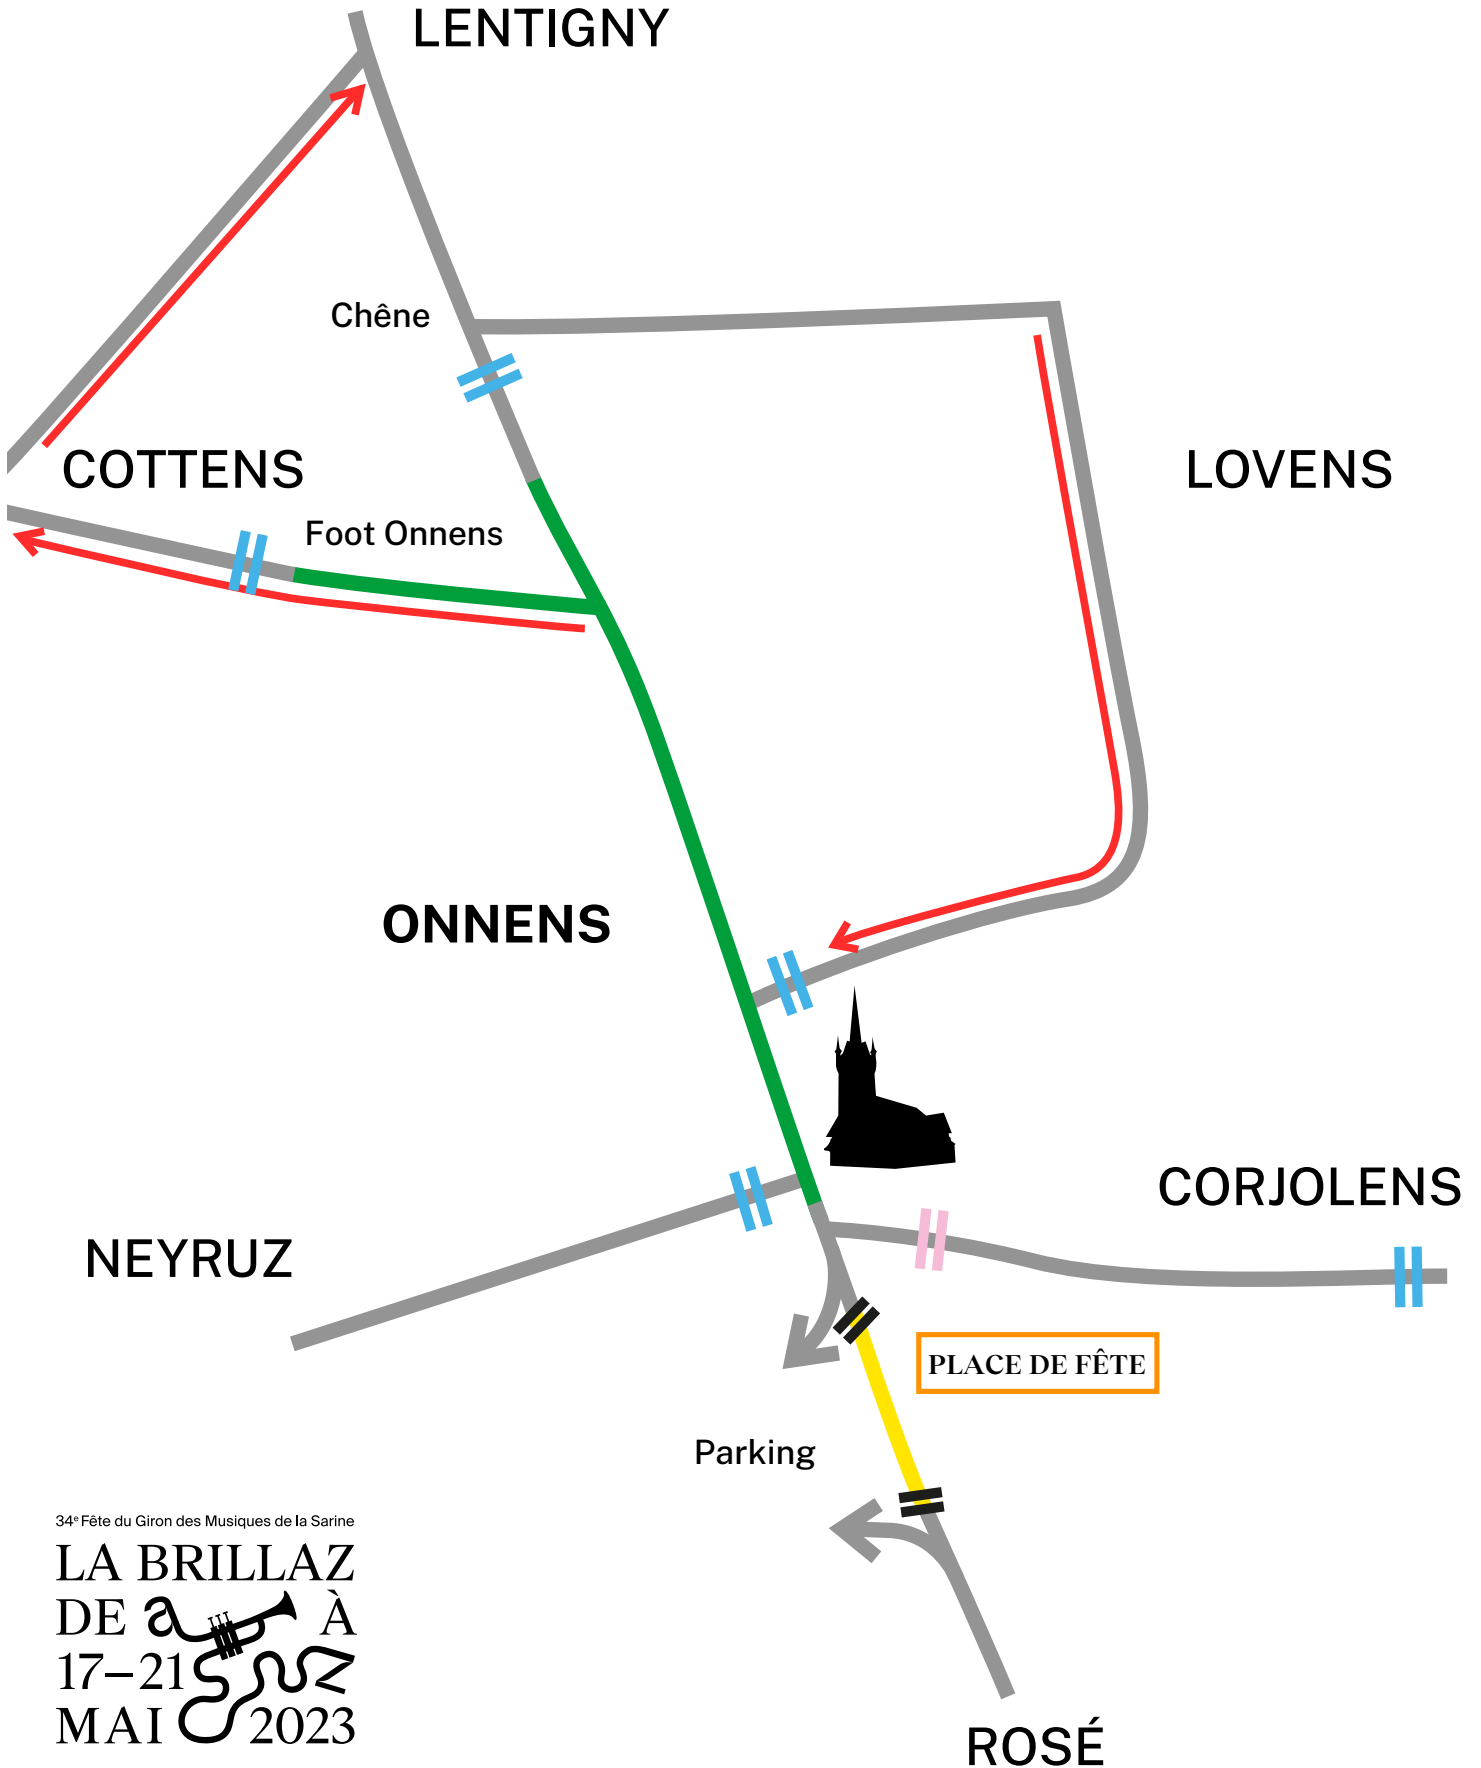 LENTIGNY
Chêne
COTTENS
LOVENS
Foot Onnens
ONNENS
CORJOLENS
NEYRUZ
PLACE DE FÊTE
Parking
34e Fête du Giron des Musiques de la Sarine
LA BRILLAZ
DE a À
17–21 Z
MAI 2023
ROSÉ